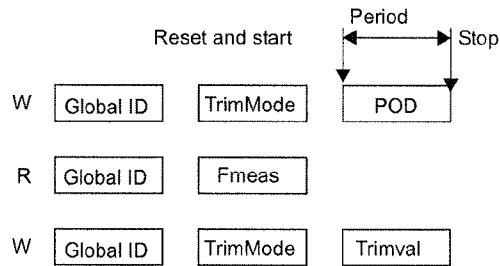 Period
Reset and start Stop
W Global ID TrimMode POD
R Global ID Fmeas
W Global ID TrimMode Trimval